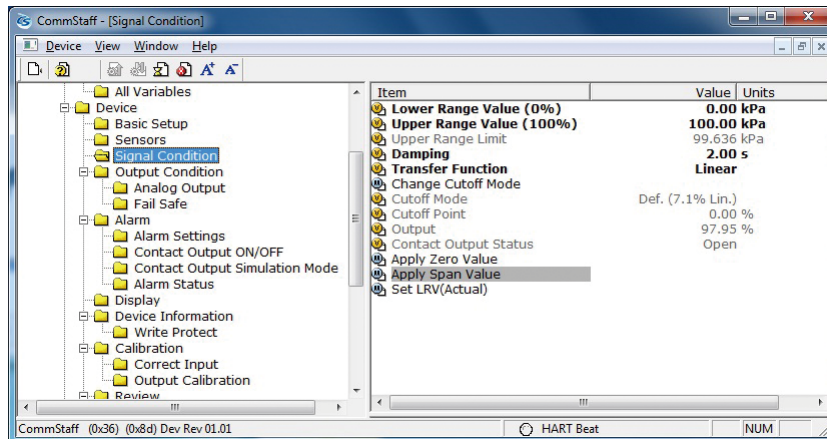 CommStaff - [Signal Condition]
Device View Window Help
All Variables
Device
Basic Setup
Sensors
Signal Condition
Output Condition
Analog Output
Fail Safe
Alarm
Alarm Settings
Contact Output ON/OFF
Contact Output Simulation Mode
Alarm Status
Display
Device Information
Write Protect
Calibration
Correct Input
Output Calibration
Review
Item Value Units
Lower Range Value (0%) 0.00 kPa
Upper Range Value (100%) 100.00 kPa
Upper Range Limit 99.636 kPa
Damping 2.00 s
Transfer Function Linear
Change Cutoff Mode
Cutoff Mode Def. (7.1% Lin.)
Cutoff Point 0.00 %
Output 97.95 %
Contact Output Status Open
Apply Zero Value
Apply Span Value
Set LRV(Actual)
CommStaff (0x36) (0x8d) Dev Rev 01.01 HART Beat NUM